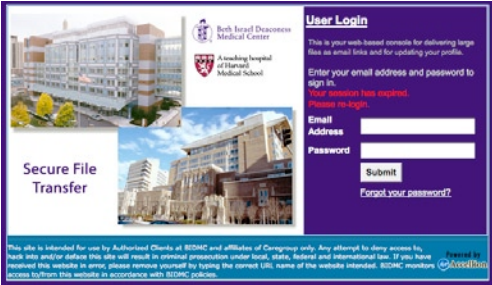 Beth Israel Deaconess
Medical Center
A teaching hospital
of Harvard
Medical School
Secure File
Transfer
User Login
This is your web-based console for delivering large
files as email links and for updating your profile.
Enter your email address and password to
sign in.
Your session has expired.
Please re-login.
Email
Address
Password
Submit
Forgot your password?
This site is intended for use by Authorized Clients at BIDMC and affiliates of Caregroup only. Any attempt to deny access to,
hack into and/or deface this site will result in criminal prosecution under local, state, federal and international law. If you have
received this website in error, please remove yourself by typing the correct URL name of the website intended. BIDMC monitors
access to/from this website in accordance with BIDMC policies.
Powered by
Accellion